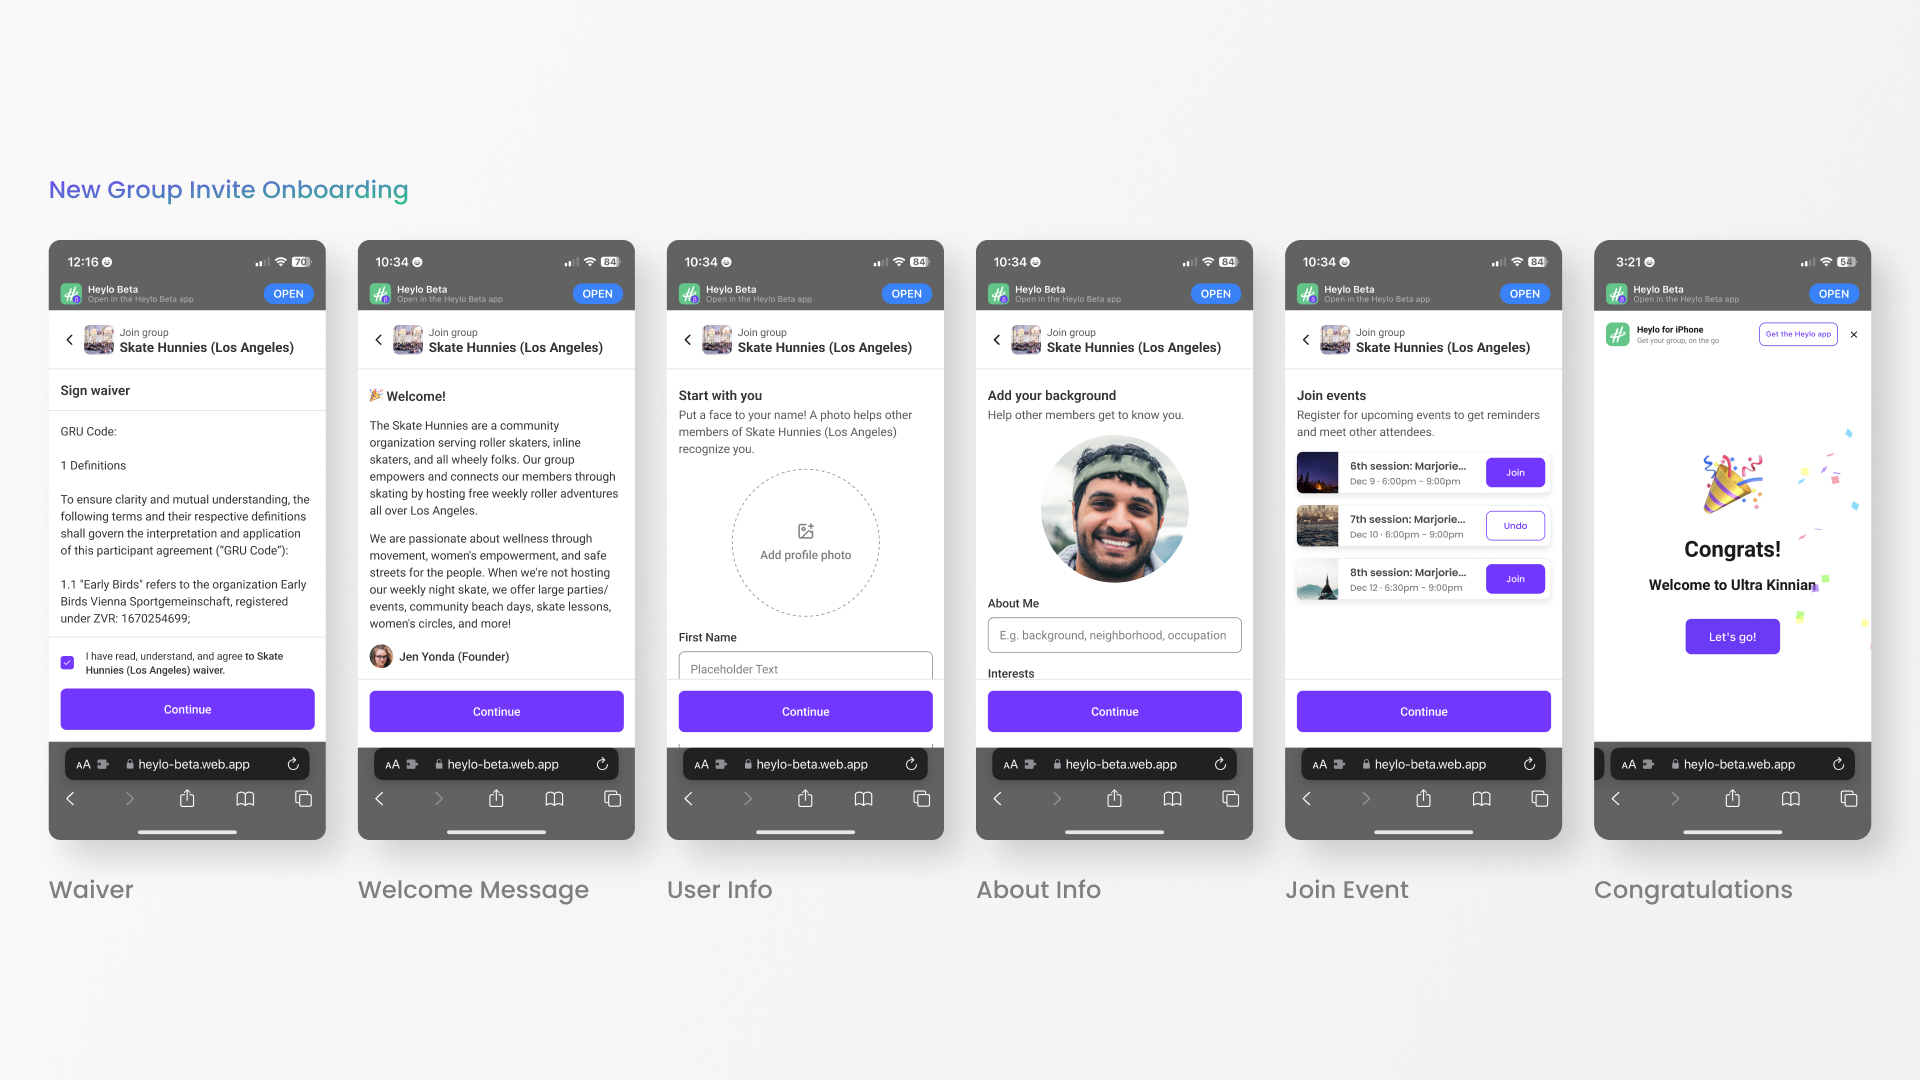 New Group Invite Onboarding
12:16
70
Heylo Beta
Open in the Heylo Beta app
OPEN
Join group
Skate Hunnies (Los Angeles)
Sign waiver
GRU Code:
1 Definitions
To ensure clarity and mutual understanding, the
following terms and their respective definitions
shall govern the interpretation and application
of this participant agreement (“GRU Code”):
1.1 "Early Birds" refers to the organization Early
Birds Vienna Sportgemeinschaft, registered
under ZVR: 1670254699;
I have read, understand, and agree to Skate
Hunnies (Los Angeles) waiver.
Continue
AA
heylo-beta.web.app
Waiver
10:34
84
Heylo Beta
Open in the Heylo Beta app
OPEN
Join group
Skate Hunnies (Los Angeles)
Welcome!
The Skate Hunnies are a community
organization serving roller skaters, inline
skaters, and all wheely folks. Our group
empowers and connects our members through
skating by hosting free weekly roller adventures
all over Los Angeles.
We are passionate about wellness through
movement, women's empowerment, and safe
streets for the people. When we're not hosting
our weekly night skate, we offer large parties/
events, community beach days, skate lessons,
women's circles, and more!
Jen Yonda (Founder)
Continue
AA
heylo-beta.web.app
Welcome Message
10:34
84
Heylo Beta
Open in the Heylo Beta app
OPEN
Join group
Skate Hunnies (Los Angeles)
Start with you
Put a face to your name! A photo helps other
members of Skate Hunnies (Los Angeles)
recognize you.
Add profile photo
First Name
Placeholder Text
Continue
AA
heylo-beta.web.app
User Info
10:34
84
Heylo Beta
Open in the Heylo Beta app
OPEN
Join group
Skate Hunnies (Los Angeles)
Add your background
Help other members get to know you.
About Me
E.g. background, neighborhood, occupation
Interests
Continue
AA
heylo-beta.web.app
About Info
10:34
84
Heylo Beta
Open in the Heylo Beta app
OPEN
Join group
Skate Hunnies (Los Angeles)
Join events
Register for upcoming events to get reminders
and meet other attendees.
6th session: Marjorie...
Dec 9 · 6:00pm - 9:00pm
Join
7th session: Marjorie...
Dec 10 · 6:00pm - 9:00pm
Undo
8th session: Marjorie...
Dec 12 · 6:30pm - 9:00pm
Join
Continue
AA
heylo-beta.web.app
Join Event
3:21
54
Heylo Beta
Open in the Heylo Beta app
OPEN
Heylo for iPhone
Get your group, on the go
Get the Heylo app
Congrats!
Welcome to Ultra Kinnian
Let's go!
AA
heylo-beta.web.app
Congratulations